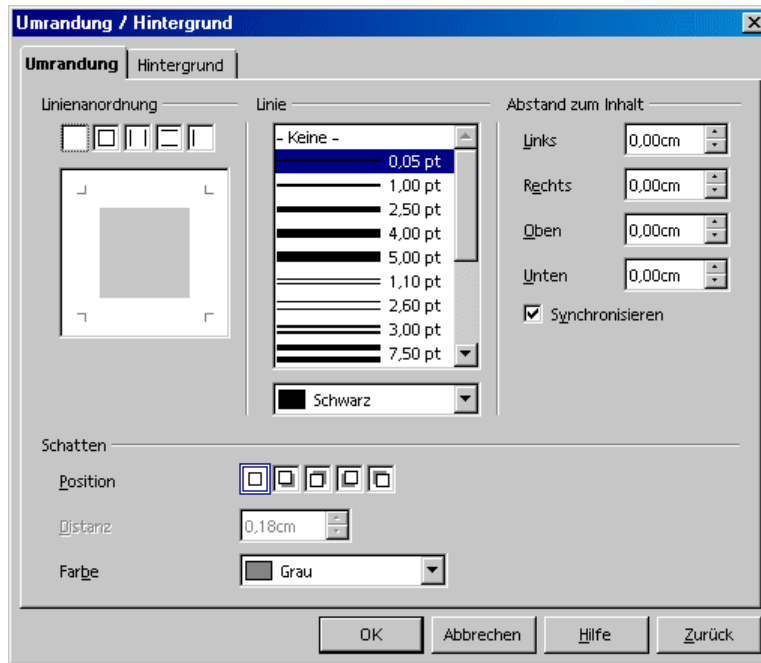 Umrandung / Hintergrund
Umrandung
Hintergrund
Linienanordnung
Linie
- Keine -
0,05 pt
1,00 pt
2,50 pt
4,00 pt
5,00 pt
1,10 pt
2,60 pt
3,00 pt
7,50 pt
Schwarz
Abstand zum Inhalt
Links 0,00cm
Rechts 0,00cm
Oben 0,00cm
Unten 0,00cm
Synchronisieren
Schatten
Position
Distanz 0,18cm
Farbe Grau
OK Abbrechen Hilfe Zurück